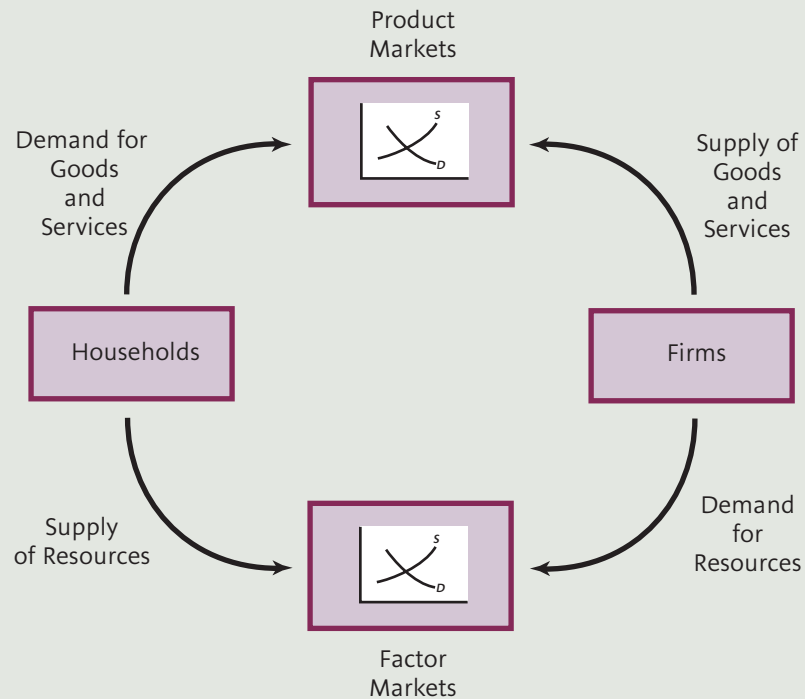 Product
Markets
S
D
Demand for
Goods
and
Services
Supply of
Goods
and
Services
Households
Firms
Supply
of Resources
Demand
for
Resources
S
D
Factor
Markets